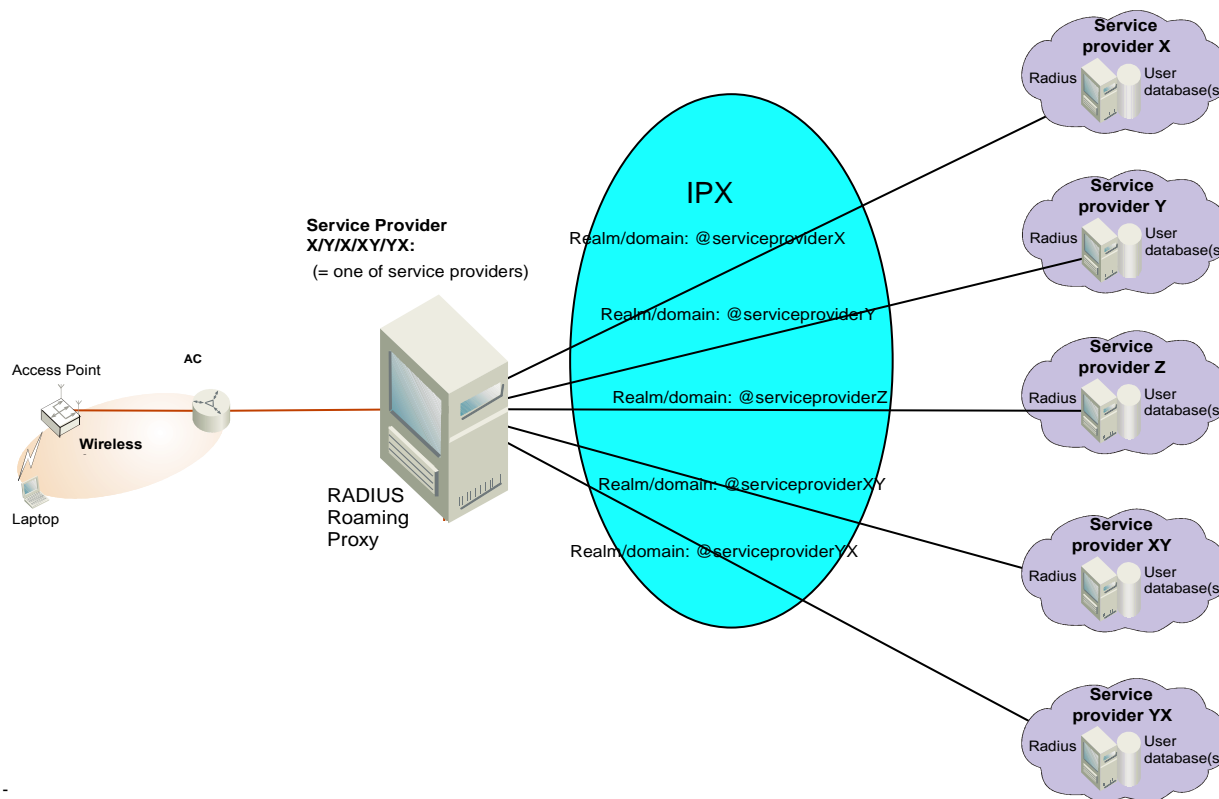 Service
provider X
Radius
User
database(s
IPX
Service
provider Y
Radius
User
database(s
Service Provider
X/Y/X/XY/YX:
(= one of service providers)
Realm/domain: @serviceproviderX
Realm/domain: @serviceproviderY
Service
provider Z
Radius
User
database(s
AC
Access Point
Realm/domain: @serviceproviderZ
Wireless
Laptop
RADIUS
Roaming
Proxy
Realm/domain: @serviceproviderXY
Service
provider XY
Radius
User
database(s
Realm/domain: @serviceproviderYX
Service
provider YX
Radius
User
database(s
-